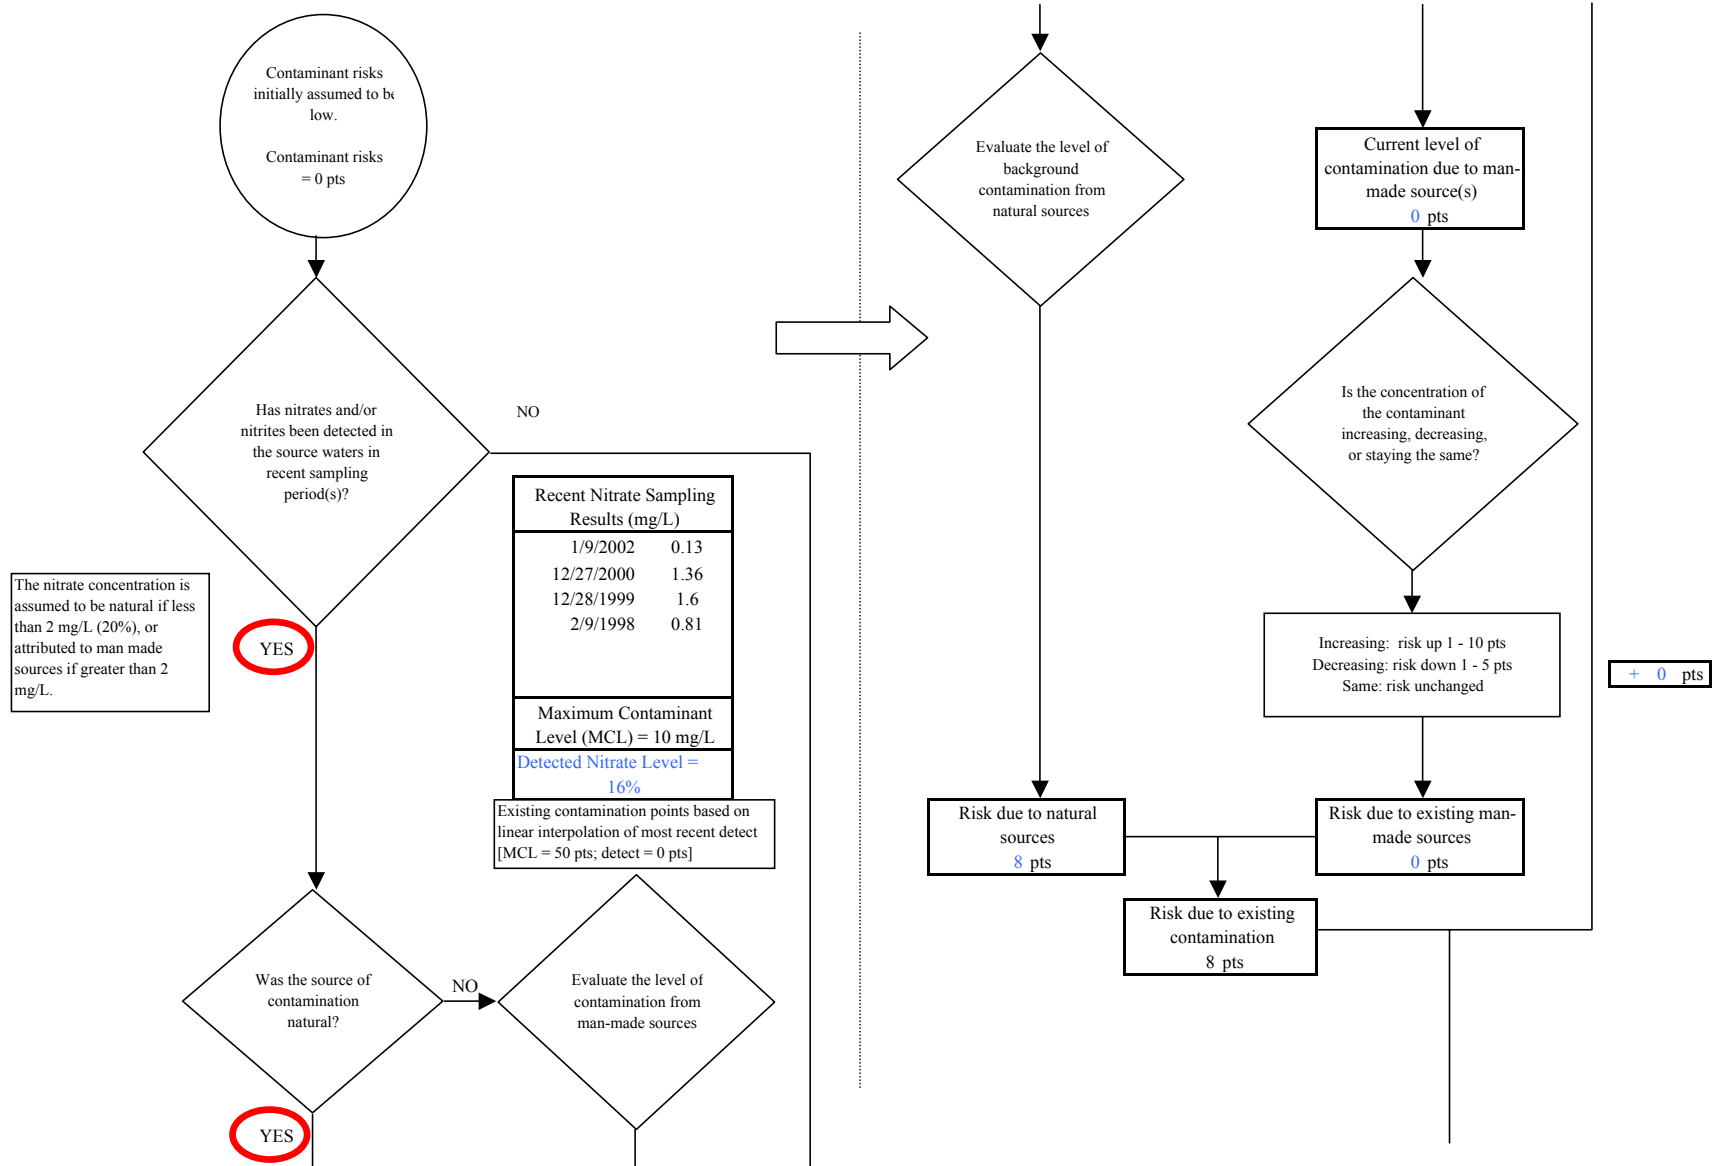 Contaminant risks
initially assumed to be
low.
Contaminant risks
= 0 pts
Has nitrates and/or
nitrites been detected in
the source waters in
recent sampling
period(s)?
NO
Recent Nitrate Sampling
Results (mg/L)
1/9/2002 0.13
12/27/2000 1.36
12/28/1999 1.6
2/9/1998 0.81
Maximum Contaminant
Level (MCL) = 10 mg/L
Detected Nitrate Level =
16%
Existing contamination points based on
linear interpolation of most recent detect
[MCL = 50 pts; detect = 0 pts]
The nitrate concentration is
assumed to be natural if less
than 2 mg/L (20%), or
attributed to man made
sources if greater than 2
mg/L.
YES
Was the source of
contamination
natural?
NO
Evaluate the level of
contamination from
man-made sources
YES
Evaluate the level of
background
contamination from
natural sources
Current level of
contamination due to man-
made source(s)
0 pts
Is the concentration of
the contaminant
increasing, decreasing,
or staying the same?
Increasing: risk up 1 - 10 pts
Decreasing: risk down 1 - 5 pts
Same: risk unchanged
+ 0 pts
Risk due to natural
sources
8 pts
Risk due to existing man-
made sources
0 pts
Risk due to existing
contamination
8 pts